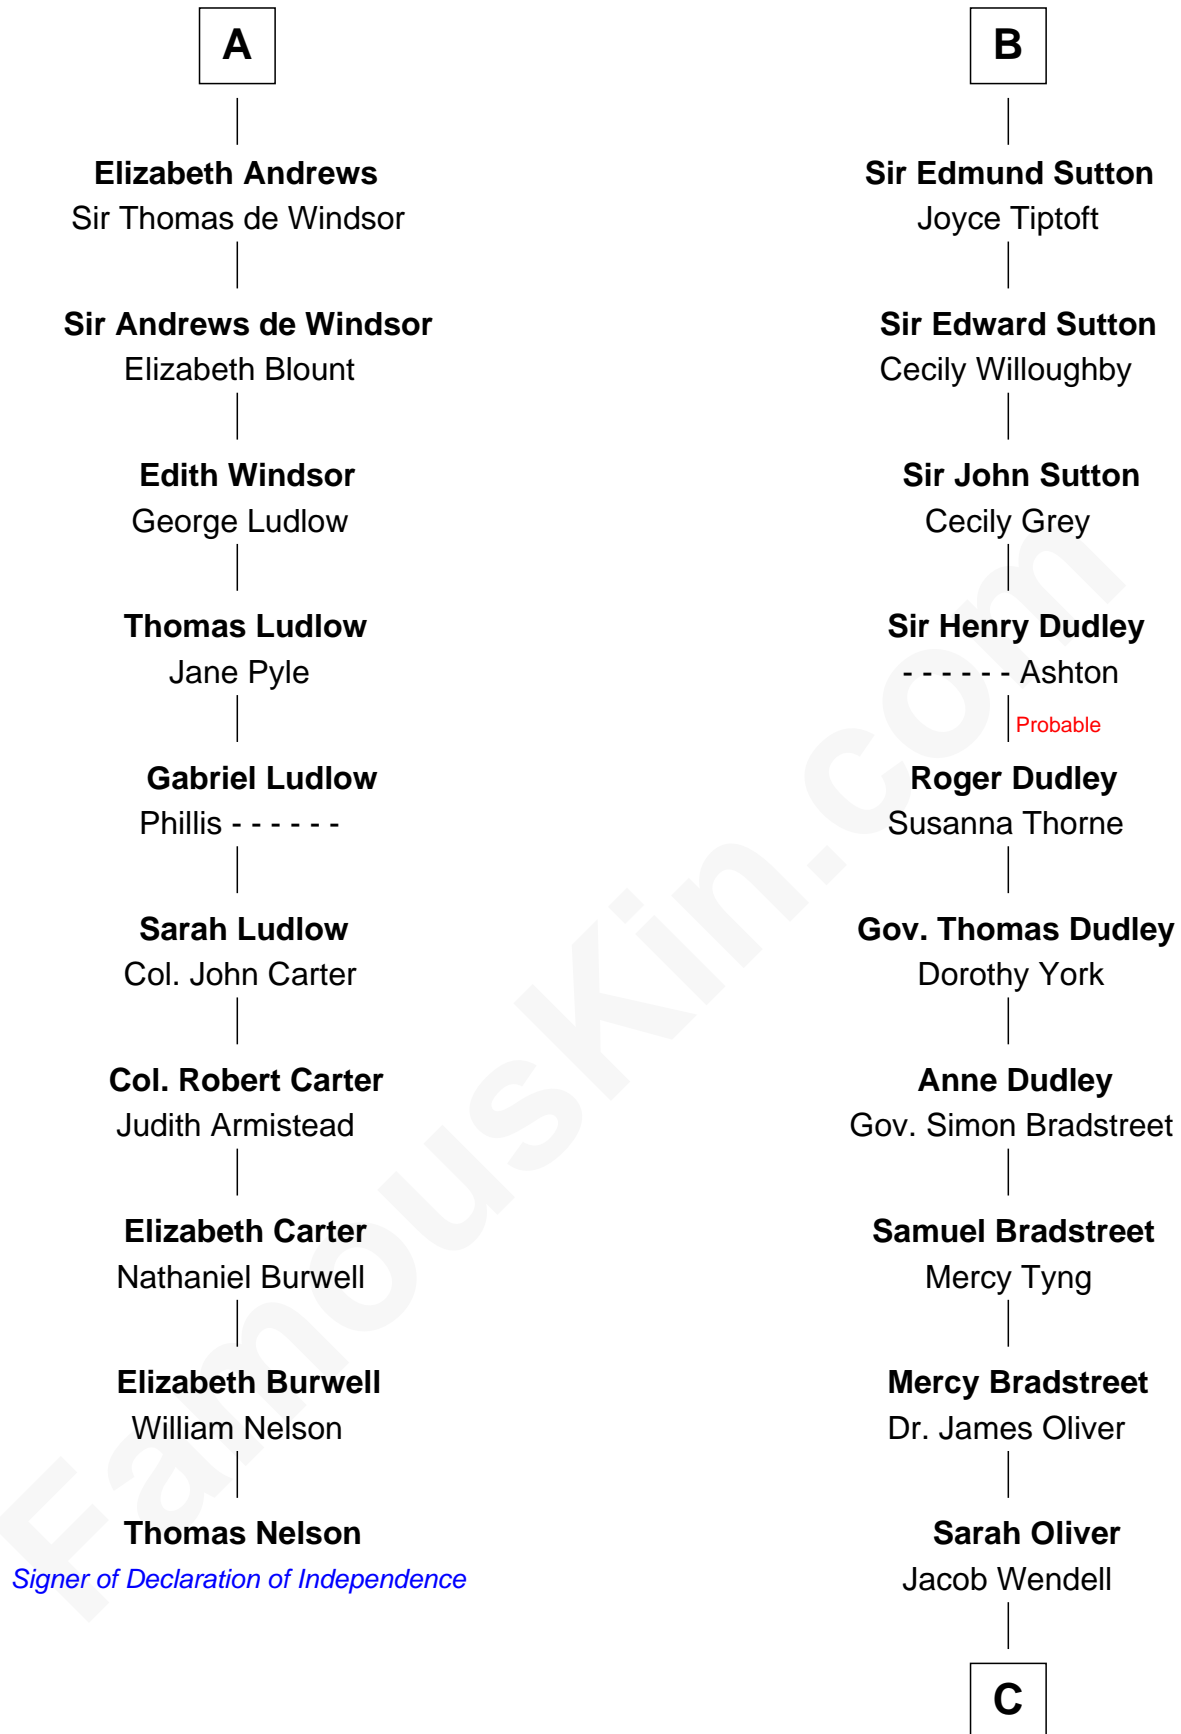 A
Elizabeth Andrews
Sir Thomas de Windsor
Sir Andrews de Windsor
Elizabeth Blount
Edith Windsor
George Ludlow
Thomas Ludlow
Jane Pyle
Gabriel Ludlow
Phillis - - - - - -
Sarah Ludlow
Col. John Carter
Col. Robert Carter
Judith Armistead
Elizabeth Carter
Nathaniel Burwell
Elizabeth Burwell
William Nelson
Thomas Nelson
Signer of Declaration of Independence
B
Sir Edmund Sutton
Joyce Tiptoft
Sir Edward Sutton
Cecily Willoughby
Sir John Sutton
Cecily Grey
Sir Henry Dudley
- - - - - - Ashton
Probable
Roger Dudley
Susanna Thorne
Gov. Thomas Dudley
Dorothy York
Anne Dudley
Gov. Simon Bradstreet
Samuel Bradstreet
Mercy Tyng
Mercy Bradstreet
Dr. James Oliver
Sarah Oliver
Jacob Wendell
C
FamousKin.com